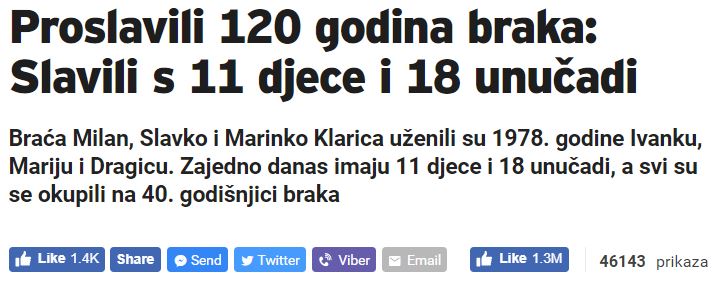 Proslavili 120 godina braka:
Slavili s 11 djece i 18 unučadi
Braća Milan, Slavko i Marinko Klarica uženili su 1978. godine Ivanku,
Mariju i Dragicu. Zajedno danas imaju 11 djece i 18 unučadi, a svi su
se okupili na 40. godišnjici braka
Like 1.4K Share Send Twitter Viber Email Like 1.3M 46143 prikaza